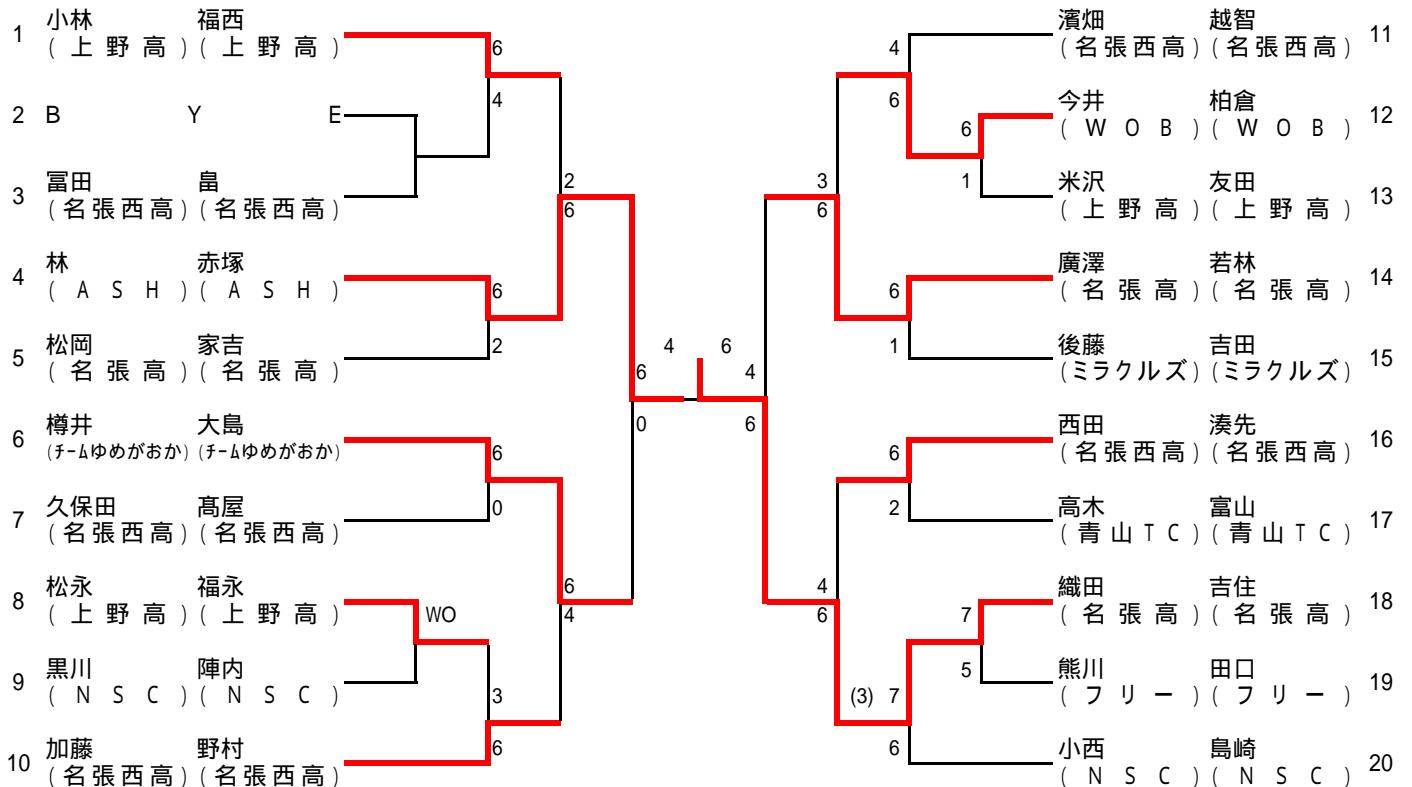 1 小林 福西
(上野高) (上野高)
2 B Y E
3 冨田 畠
(名張西高) (名張西高)
4 林 赤塚
(ASH) (ASH)
5 松岡 家吉
(名張高) (名張高)
6 樽井 大島
(ﾁｰﾑゆめがおか) (ﾁｰﾑゆめがおか)
7 久保田 髙屋
(名張西高) (名張西高)
8 松永 福永
(上野高) (上野高)
9 黒川 陣内
(NSC) (NSC)
10 加藤 野村
(名張西高) (名張西高)
6
4
6
2
6
0
WO
3
6
2
6
6
4
6
0
4 6
4
6
3
6
4
6
4
6
6
1
6
1
6
2
7
5
(3) 7
6
濱畑 越智 11
(名張西高) (名張西高)
今井 柏倉 12
(WOB) (WOB)
米沢 友田 13
(上野高) (上野高)
廣澤 若林 14
(名張高) (名張高)
後藤 吉田 15
(ミラクルズ) (ミラクルズ)
西田 湊先 16
(名張西高) (名張西高)
高木 富山 17
(青山TC) (青山TC)
織田 吉住 18
(名張高) (名張高)
熊川 田口 19
(フリー) (フリー)
小西 島崎 20
(NSC) (NSC)